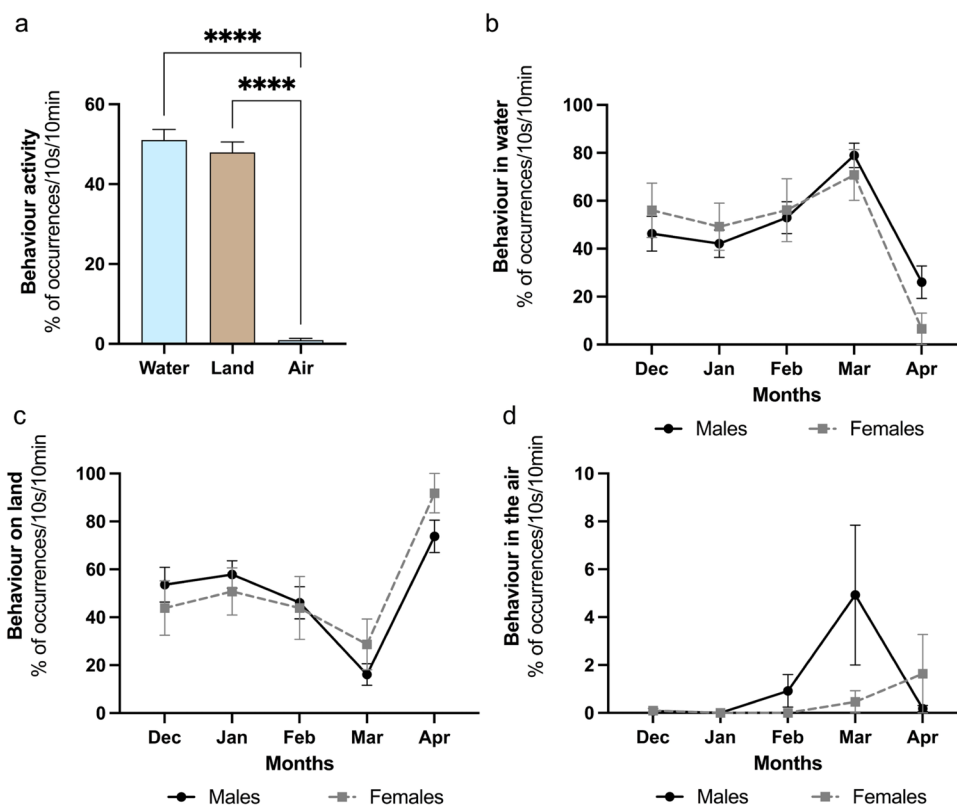 a
****
****
Behaviour activity
% of occurrences/10s/10min
60
40
20
0
Water Land Air
b
Behaviour in water
% of occurrences/10s/10min
100
80
60
40
20
0
Dec Jan Feb Mar Apr
Months
Males Females
c
Behaviour on land
% of occurrences/10s/10min
100
80
60
40
20
0
Dec Jan Feb Mar Apr
Months
Males Females
d
Behaviour in the air
% of occurrences/10s/10min
10
8
6
4
2
0
Dec Jan Feb Mar Apr
Months
Males Females